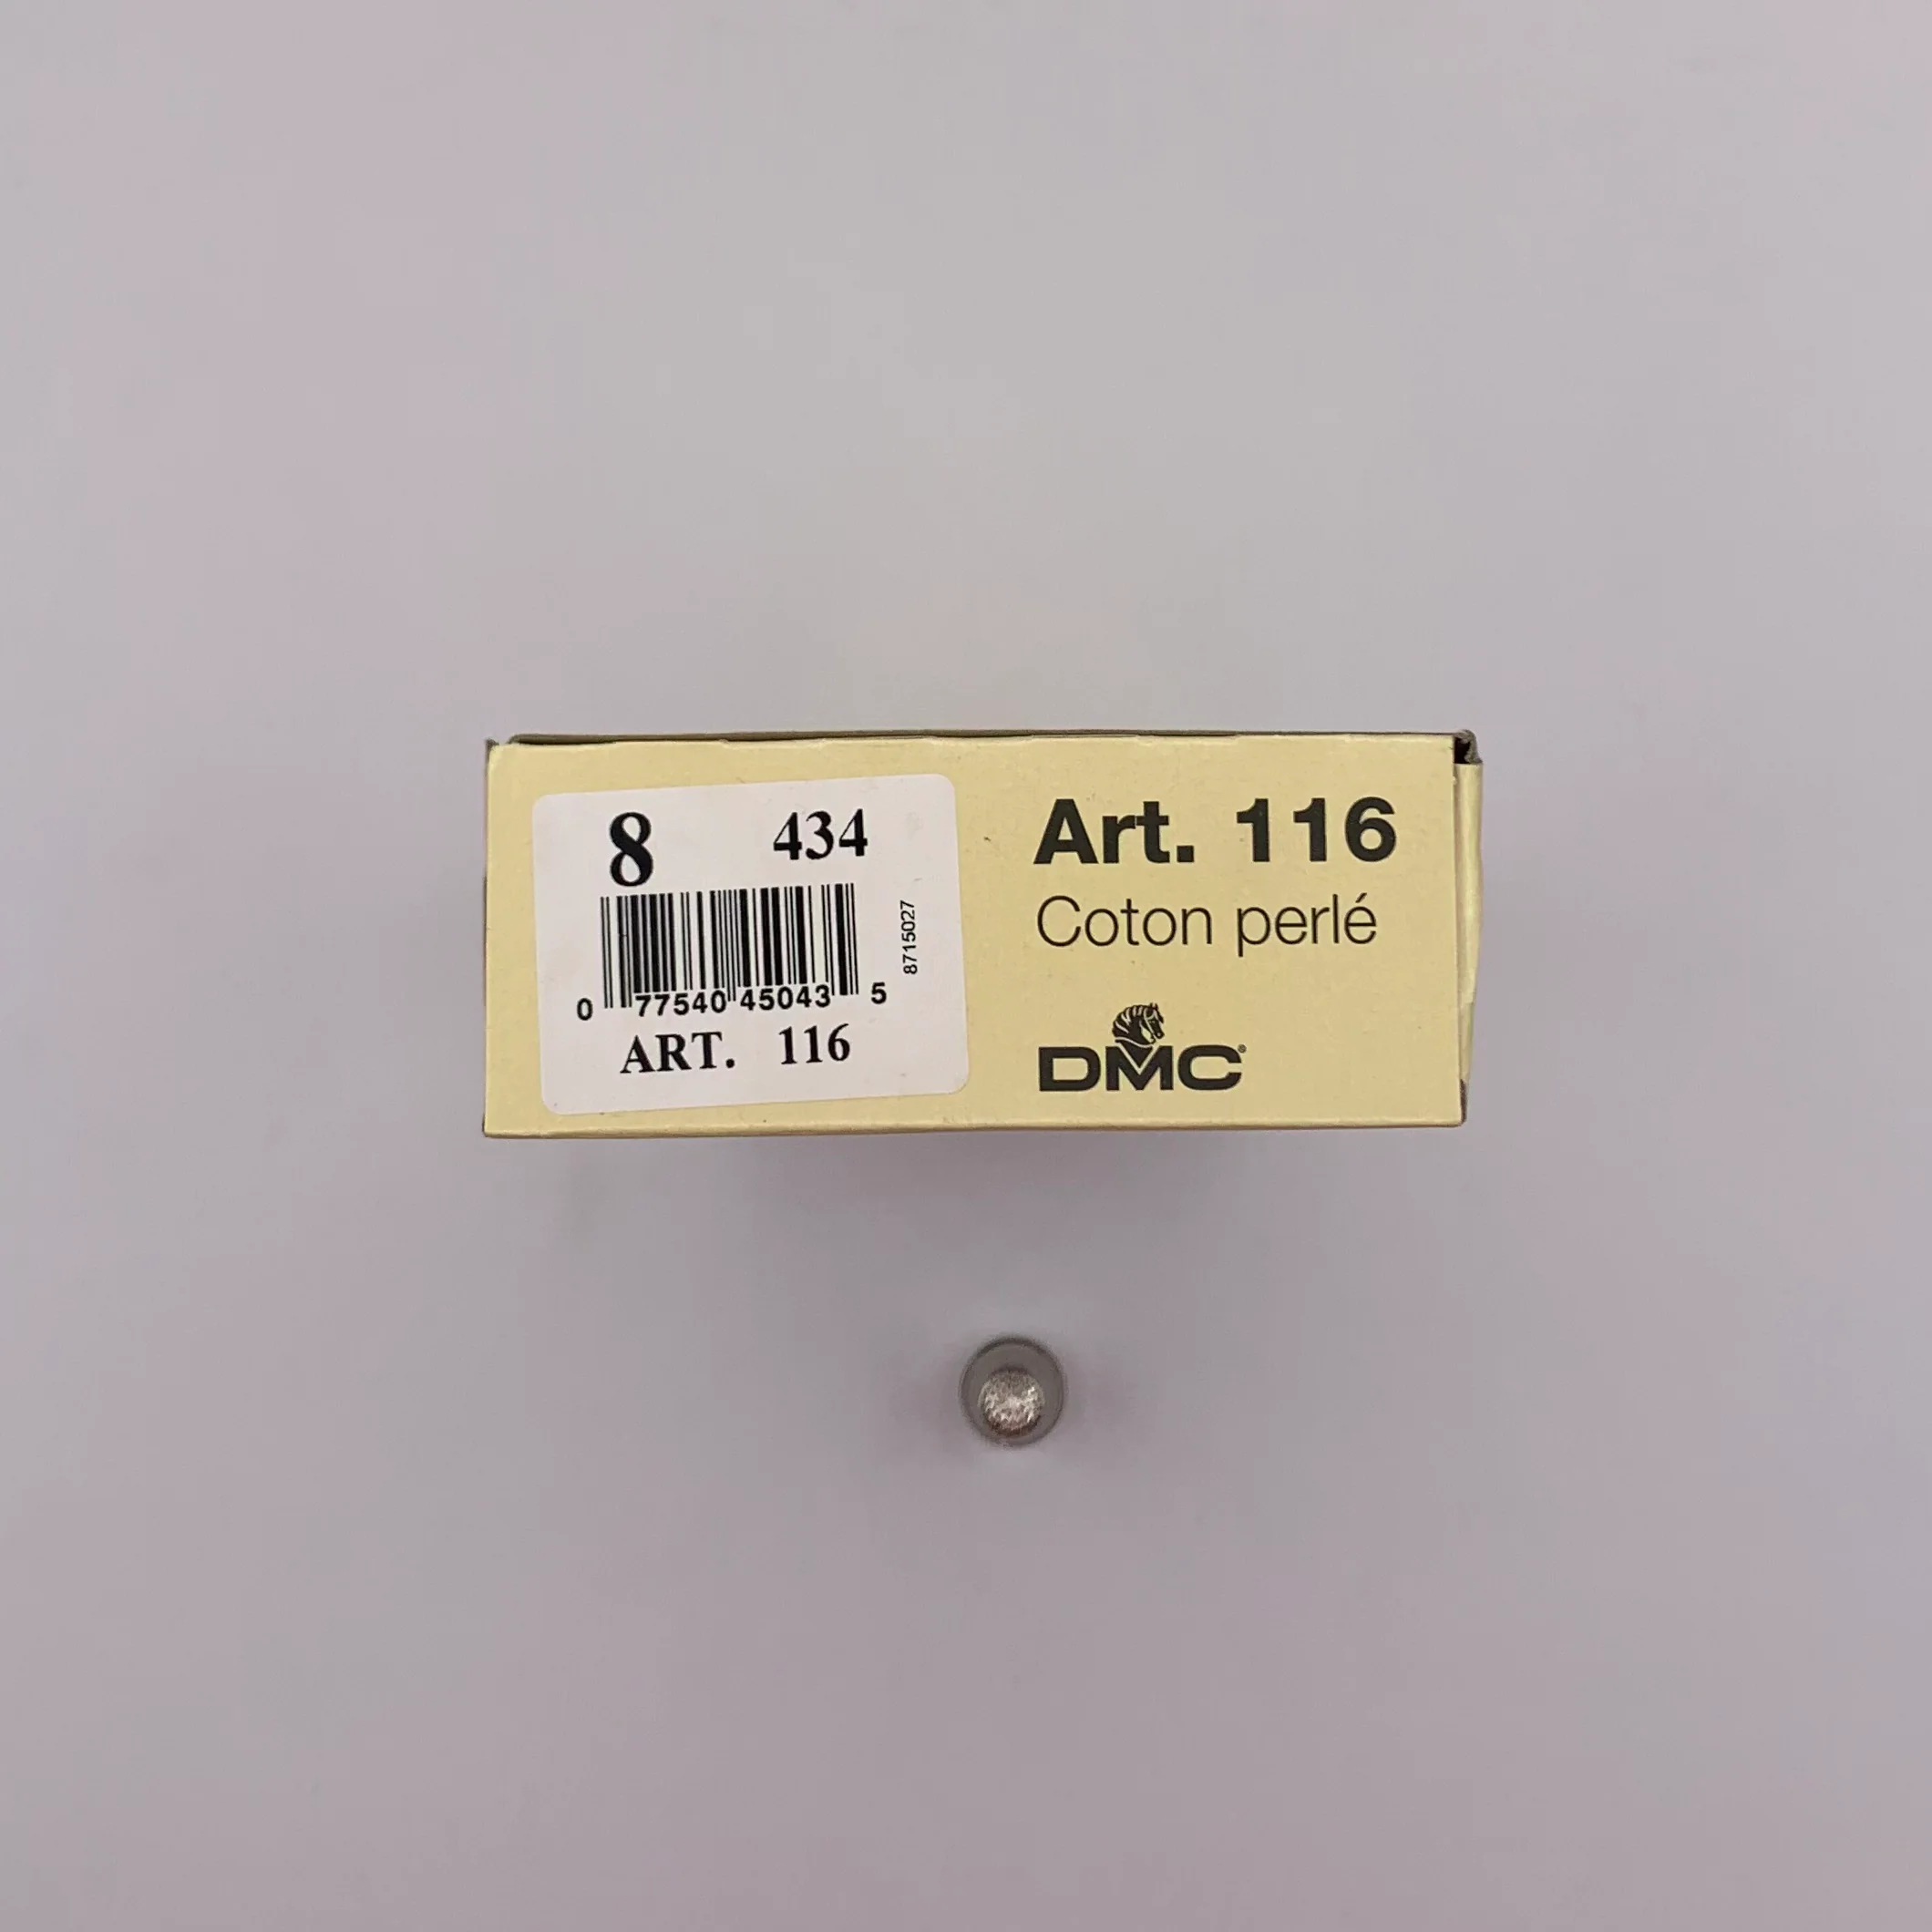 8 434
8715027
0 77540 45043 5
ART. 116
Art. 116
Coton perlé
DMC®